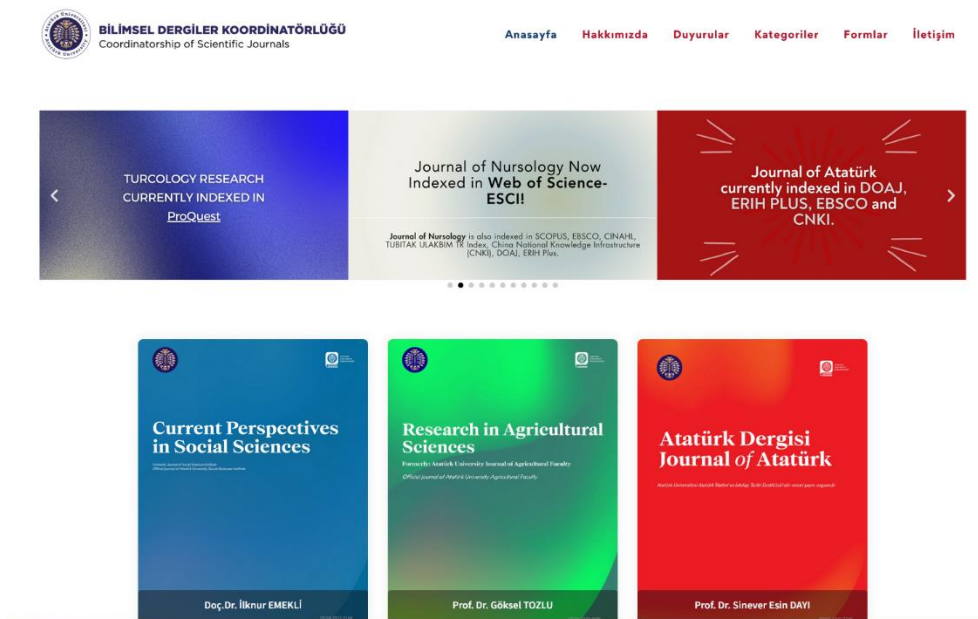 BİLİMSEL DERGİLER KOORDİNATÖRLÜĞÜ
Coordinatorship of Scientific Journals
Anasayfa Hakkımızda Duyurular Kategoriler Formlar İletişim
TURCOLOGY RESEARCH
CURRENTLY INDEXED IN
ProQuest
Journal of Nursology Now
Indexed in Web of Science-
ESCI!
Journal of Nursology is also indexed in SCOPUS, EBSCO, CINAHL,
TUBITAK ULAKBIM TR Index, China National Knowledge Infrastructure
(CNKI), DOAJ, ERIH Plus.
Journal of Atatürk
currently indexed in DOAJ,
ERIH PLUS, EBSCO and
CNKI.
Current Perspectives
in Social Sciences
Doç.Dr. İlknur EMEKLİ
Research in Agricultural
Sciences
Formerly: Atatürk University Journal of Agricultural Faculty
Official journal of Atatürk University Agricultural Faculty
Prof. Dr. Göksel TOZLU
Atatürk Dergisi
Journal of Atatürk
Prof. Dr. Sinever Esin DAYI